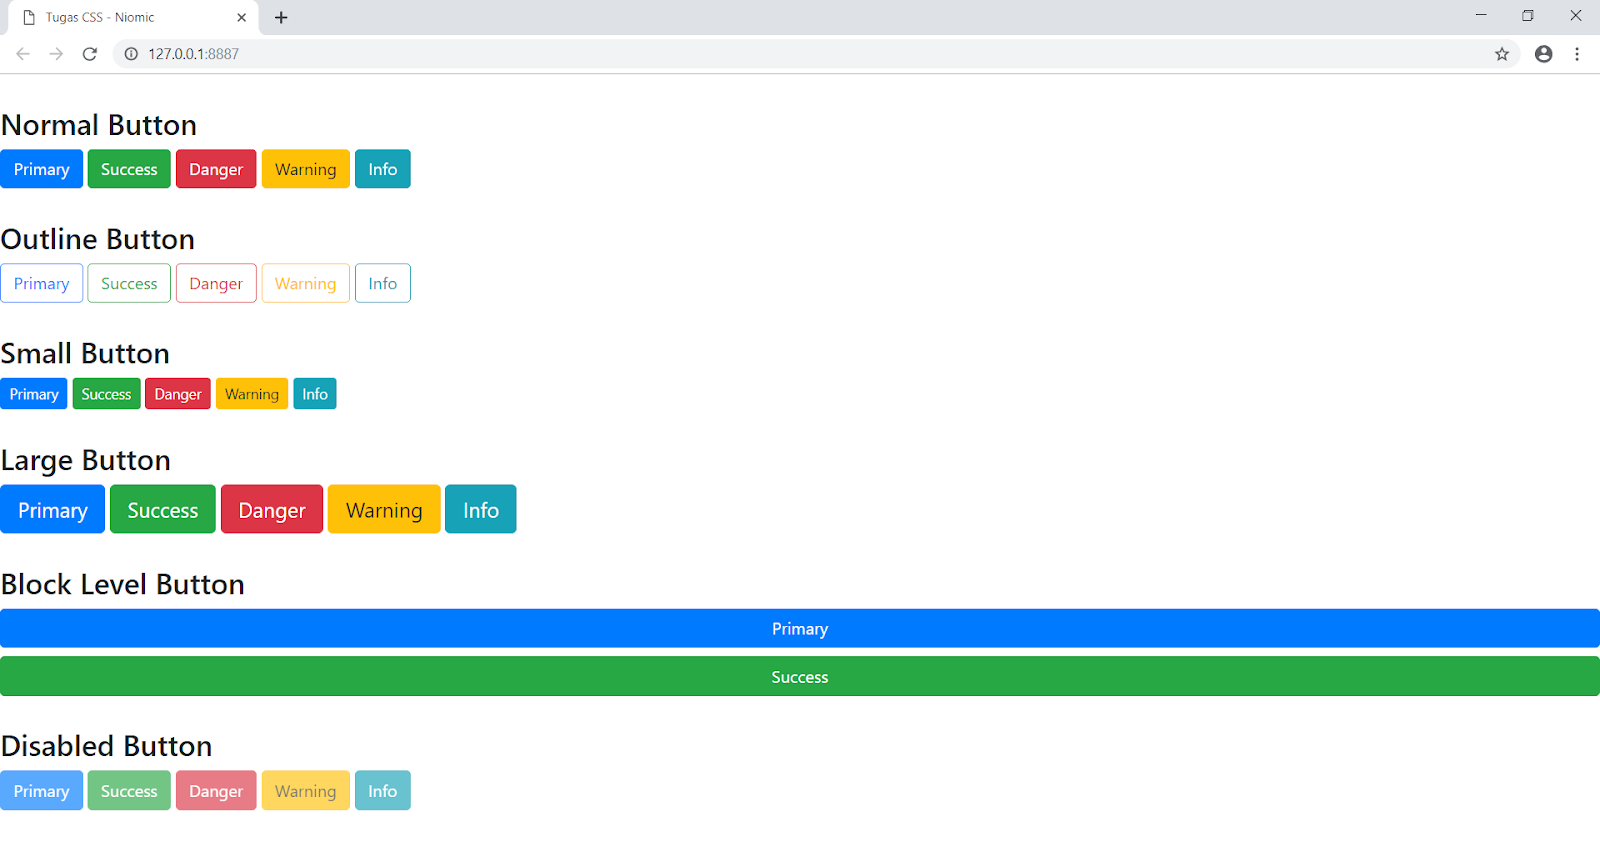 Tugas CSS - Niomic
127.0.0.1:8887
Normal Button
Primary Success Danger Warning Info
Outline Button
Primary Success Danger Warning Info
Small Button
Primary Success Danger Warning Info
Large Button
Primary Success Danger Warning Info
Block Level Button
Primary
Success
Disabled Button
Primary Success Danger Warning Info